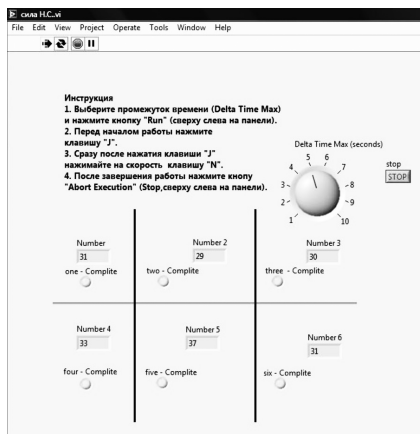 сила Н.С..vi
File Edit View Project Operate Tools Window Help
Инструкция
1. Выберите промежуток времени (Delta Time Max)
и нажмите кнопку "Run" (сверху слева на панели).
2. Перед началом работы нажмите
клавишу "J".
3. Сразу после нажатия клавиши "J"
нажимайте на скорость клавишу "N".
4. После завершения работы нажмите кнопу
"Abort Execution" (Stop,сверху слева на панели).
Delta Time Max (seconds)
1 2 3 4 5 6 7 8 9 10
stop
STOP
Number Number 2 Number 3
31 29 30
one - Complite two - Complite three - Complite
Number 4 Number 5 Number 6
33 37 31
four - Complite five - Complite six - Complite